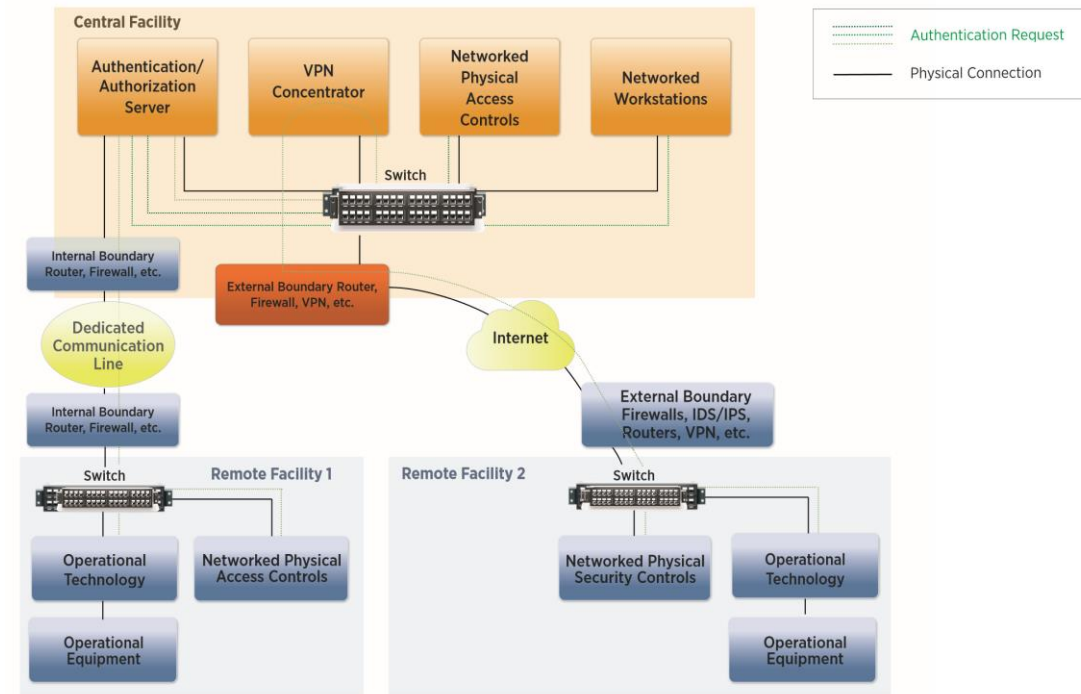 Central Facility
Authentication/
Authorization
Server
VPN
Concentrator
Networked
Physical
Access
Controls
Networked
Workstations
Authentication Request
Physical Connection
Switch
Internal Boundary
Router, Firewall, etc.
External Boundary Router,
Firewall, VPN, etc.
Dedicated
Communication
Line
Internet
Internal Boundary
Router, Firewall, etc.
External Boundary
Firewalls, IDS/IPS,
Routers, VPN, etc.
Switch
Remote Facility 1
Operational
Technology
Networked Physical
Access Controls
Operational
Equipment
Remote Facility 2
Switch
Networked Physical
Security Controls
Operational
Technology
Operational
Equipment